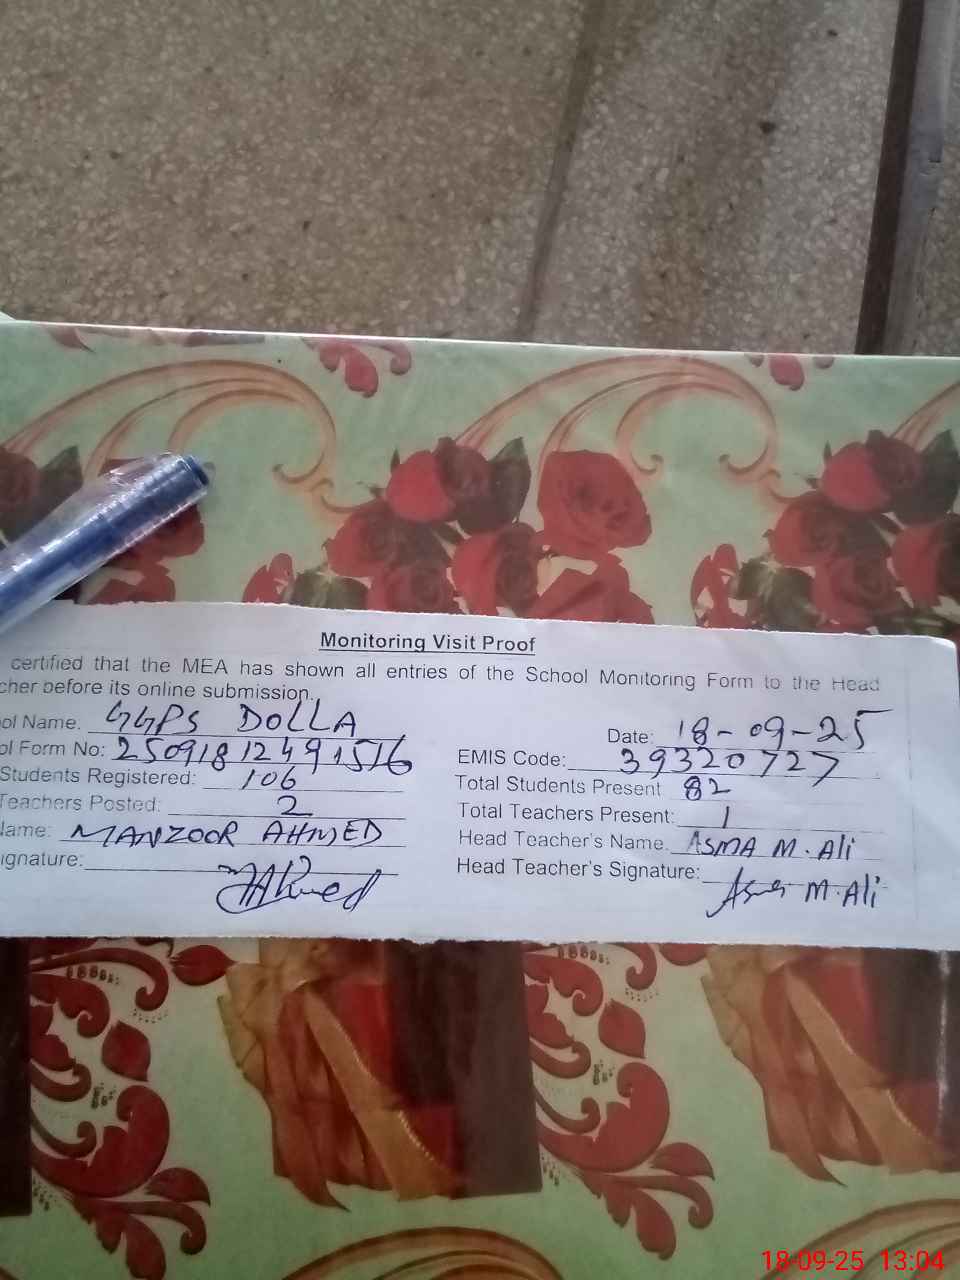 Monitoring Visit Proof
certified that the MEA has shown all entries of the School Monitoring Form to the Head
cher before its online submission.
ol Name. GGPS DOLLA Date: 18-09-25
ol Form No: 25091812491516 EMIS Code: 39320727
Students Registered: 106 Total Students Present 82
Teachers Posted: 2 Total Teachers Present: 1
lame: MANZOOR AHMED Head Teacher's Name. ASMA M. Ali
ignature: Head Teacher's Signature: Asma M. Ali
18-09-25 13:04